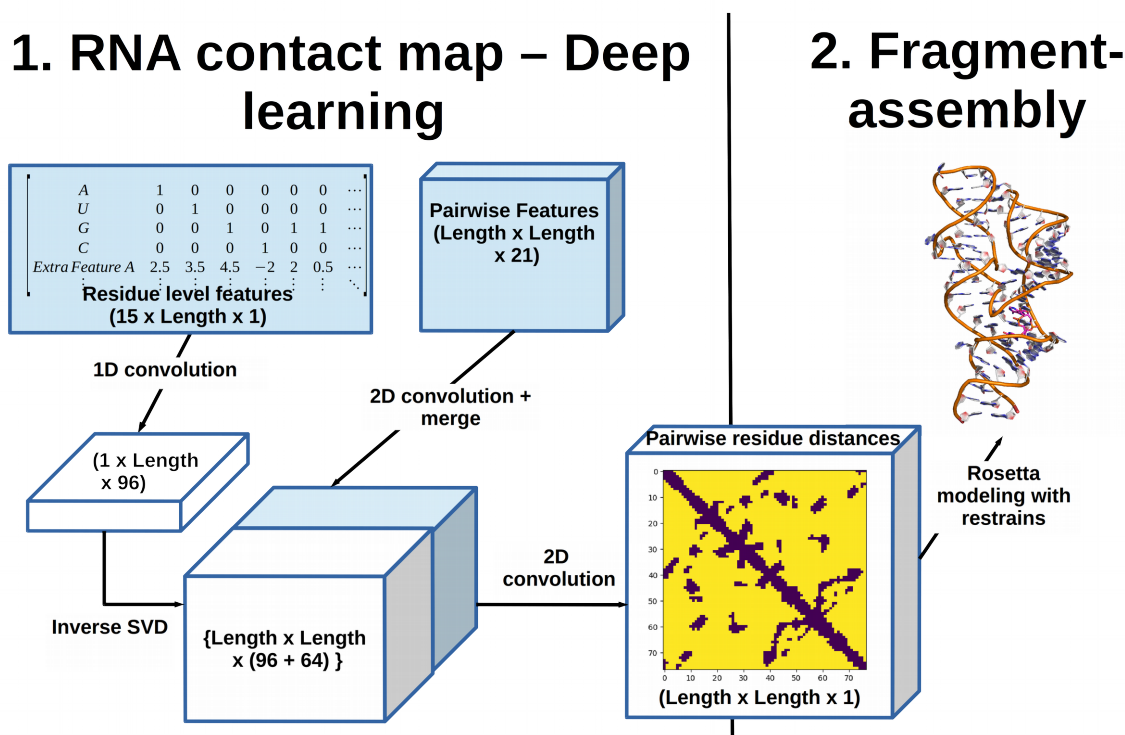 1. RNA contact map – Deep
learning
2. Fragment-
assembly
A 1 0 0 0 0 0 ⋯
U 0 1 0 0 0 0 ⋯
G 0 0 1 0 1 1 ⋯
C 0 0 0 1 0 0 ⋯
Extra Feature A 2.5 3.5 4.5 −2 2 0.5 ⋯
⋮ ⋮ ⋮ ⋮ ⋮ ⋮ ⋮ ⋱
Residue level features
(15 x Length x 1)
Pairwise Features
(Length x Length
x 21)
1D convolution
2D convolution +
merge
(1 x Length
x 96)
Inverse SVD
{Length x Length
x (96 + 64) }
2D
convolution
Pairwise residue distances
0
10
20
30
40
50
60
70
0 10 20 30 40 50 60 70
(Length x Length x 1)
Rosetta
modeling with
restrains